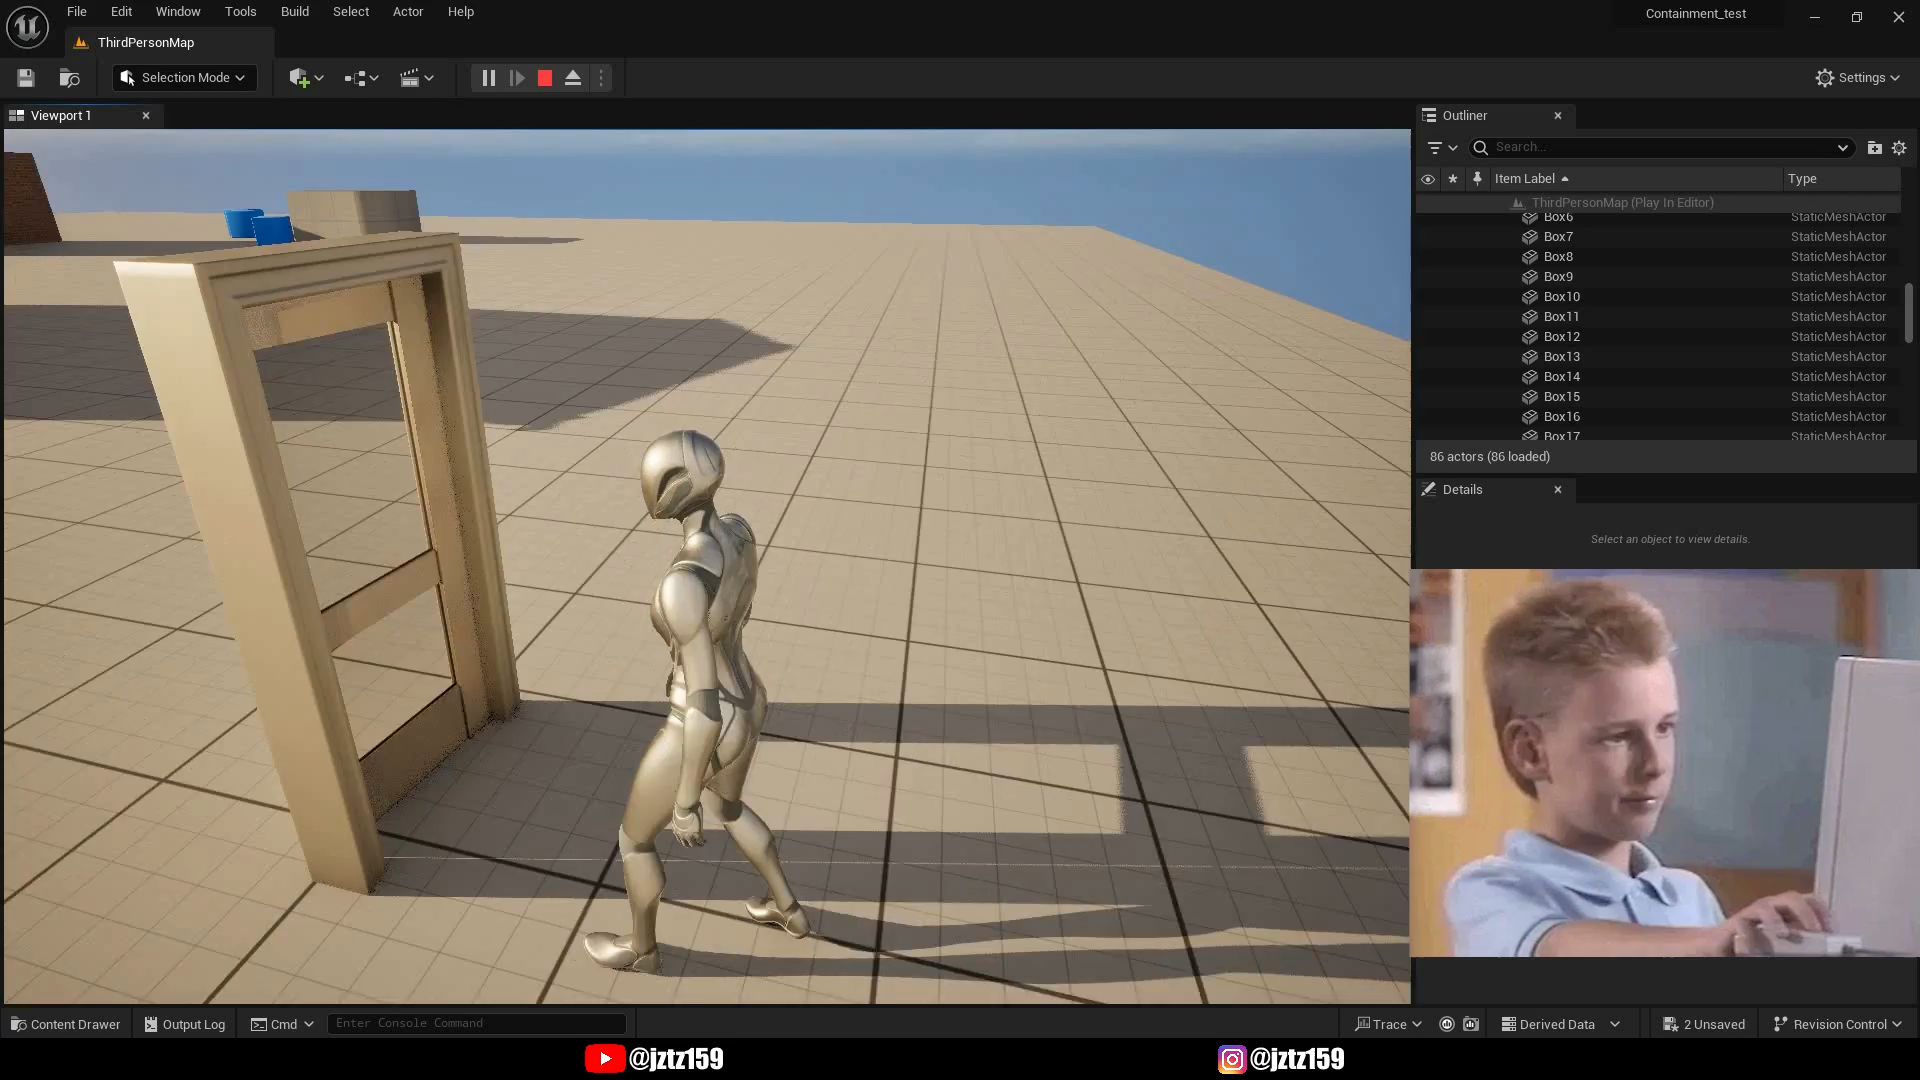 File Edit Window Tools Build Select Actor Help
Containment_test
ThirdPersonMap
Selection Mode
Settings
Viewport 1
Outliner
Search...
Item Label Type
ThirdPersonMap (Play In Editor)
Box6 StaticMeshActor
Box7 StaticMeshActor
Box8 StaticMeshActor
Box9 StaticMeshActor
Box10 StaticMeshActor
Box11 StaticMeshActor
Box12 StaticMeshActor
Box13 StaticMeshActor
Box14 StaticMeshActor
Box15 StaticMeshActor
Box16 StaticMeshActor
Box17 StaticMeshActor
86 actors (86 loaded)
Details
Select an object to view details.
Content Drawer Output Log Cmd Enter Console Command Trace Derived Data 2 Unsaved Revision Control
@jztz159 @jztz159